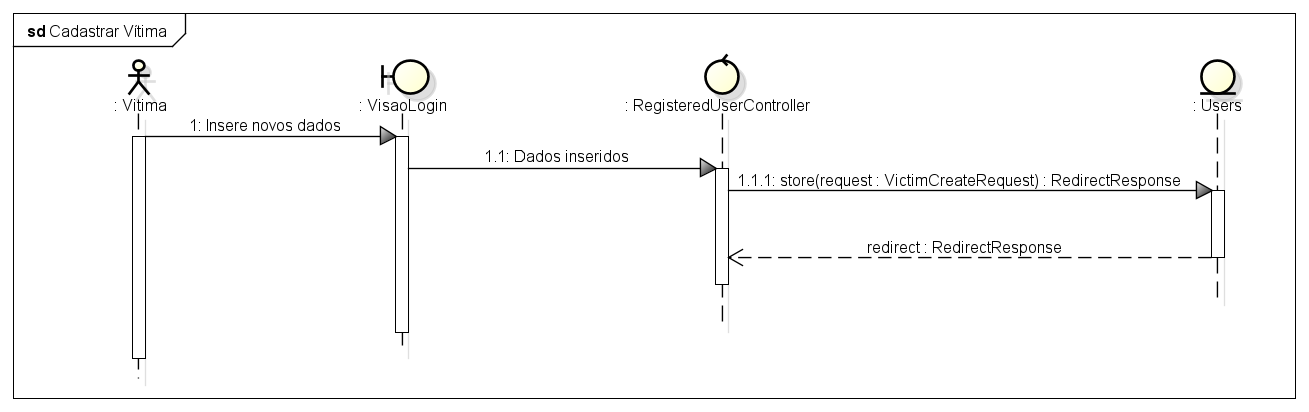 sd Cadastrar Vítima
: Vitima
: VisaoLogin
: RegisteredUserController
: Users
1: Insere novos dados
1.1: Dados inseridos
1.1.1: store(request : VictimCreateRequest) : RedirectResponse
redirect : RedirectResponse